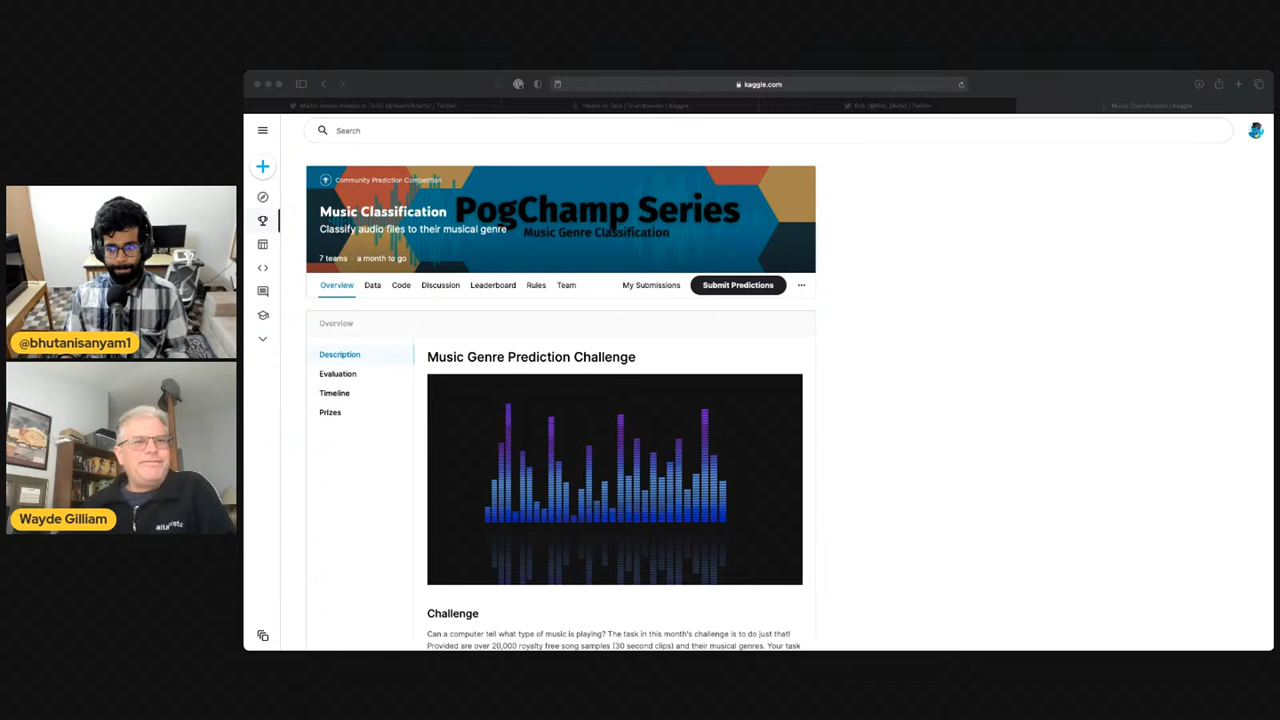 kaggle.com
Music Classification | Kaggle
Search
Community Prediction Competition
Music Classification
PogChamp Series
Classify audio files to their musical genre
Music Genre Classification
7 teams · a month to go
Overview
Data
Code
Discussion
Leaderboard
Rules
Team
My Submissions
Submit Predictions
Overview
Description
Evaluation
Timeline
Prizes
Music Genre Prediction Challenge
Challenge
Can a computer tell what type of music is playing? The task in this month's challenge is to do just that!
Provided are over 20,000 royalty free song samples (30 second clips) and their musical genres. Your task
@bhutanisanyam1
Wayde Gilliam